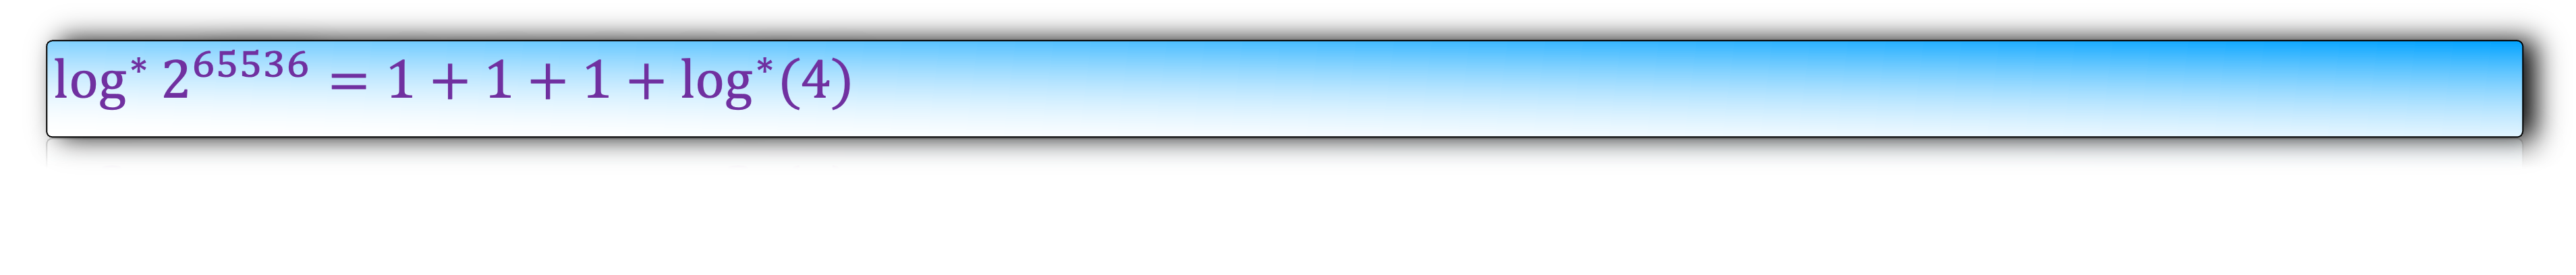 log* 2^65536 = 1 + 1 + 1 + log*(4)